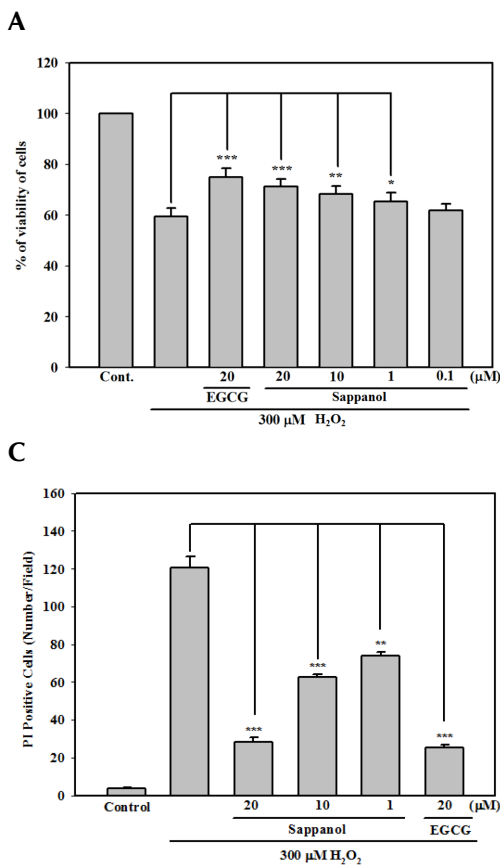 A
120
100
80
60
40
20
0
% of viability of cells
*** *** ** *
Cont. 20 20 10 1 0.1 (μM)
EGCG Sappanol
300 μM H₂O₂
C
160
140
120
100
80
60
40
20
0
PI Positive Cells (Number/Field)
*** *** ** ***
Control 20 10 1 20 (μM)
Sappanol EGCG
300 μM H₂O₂